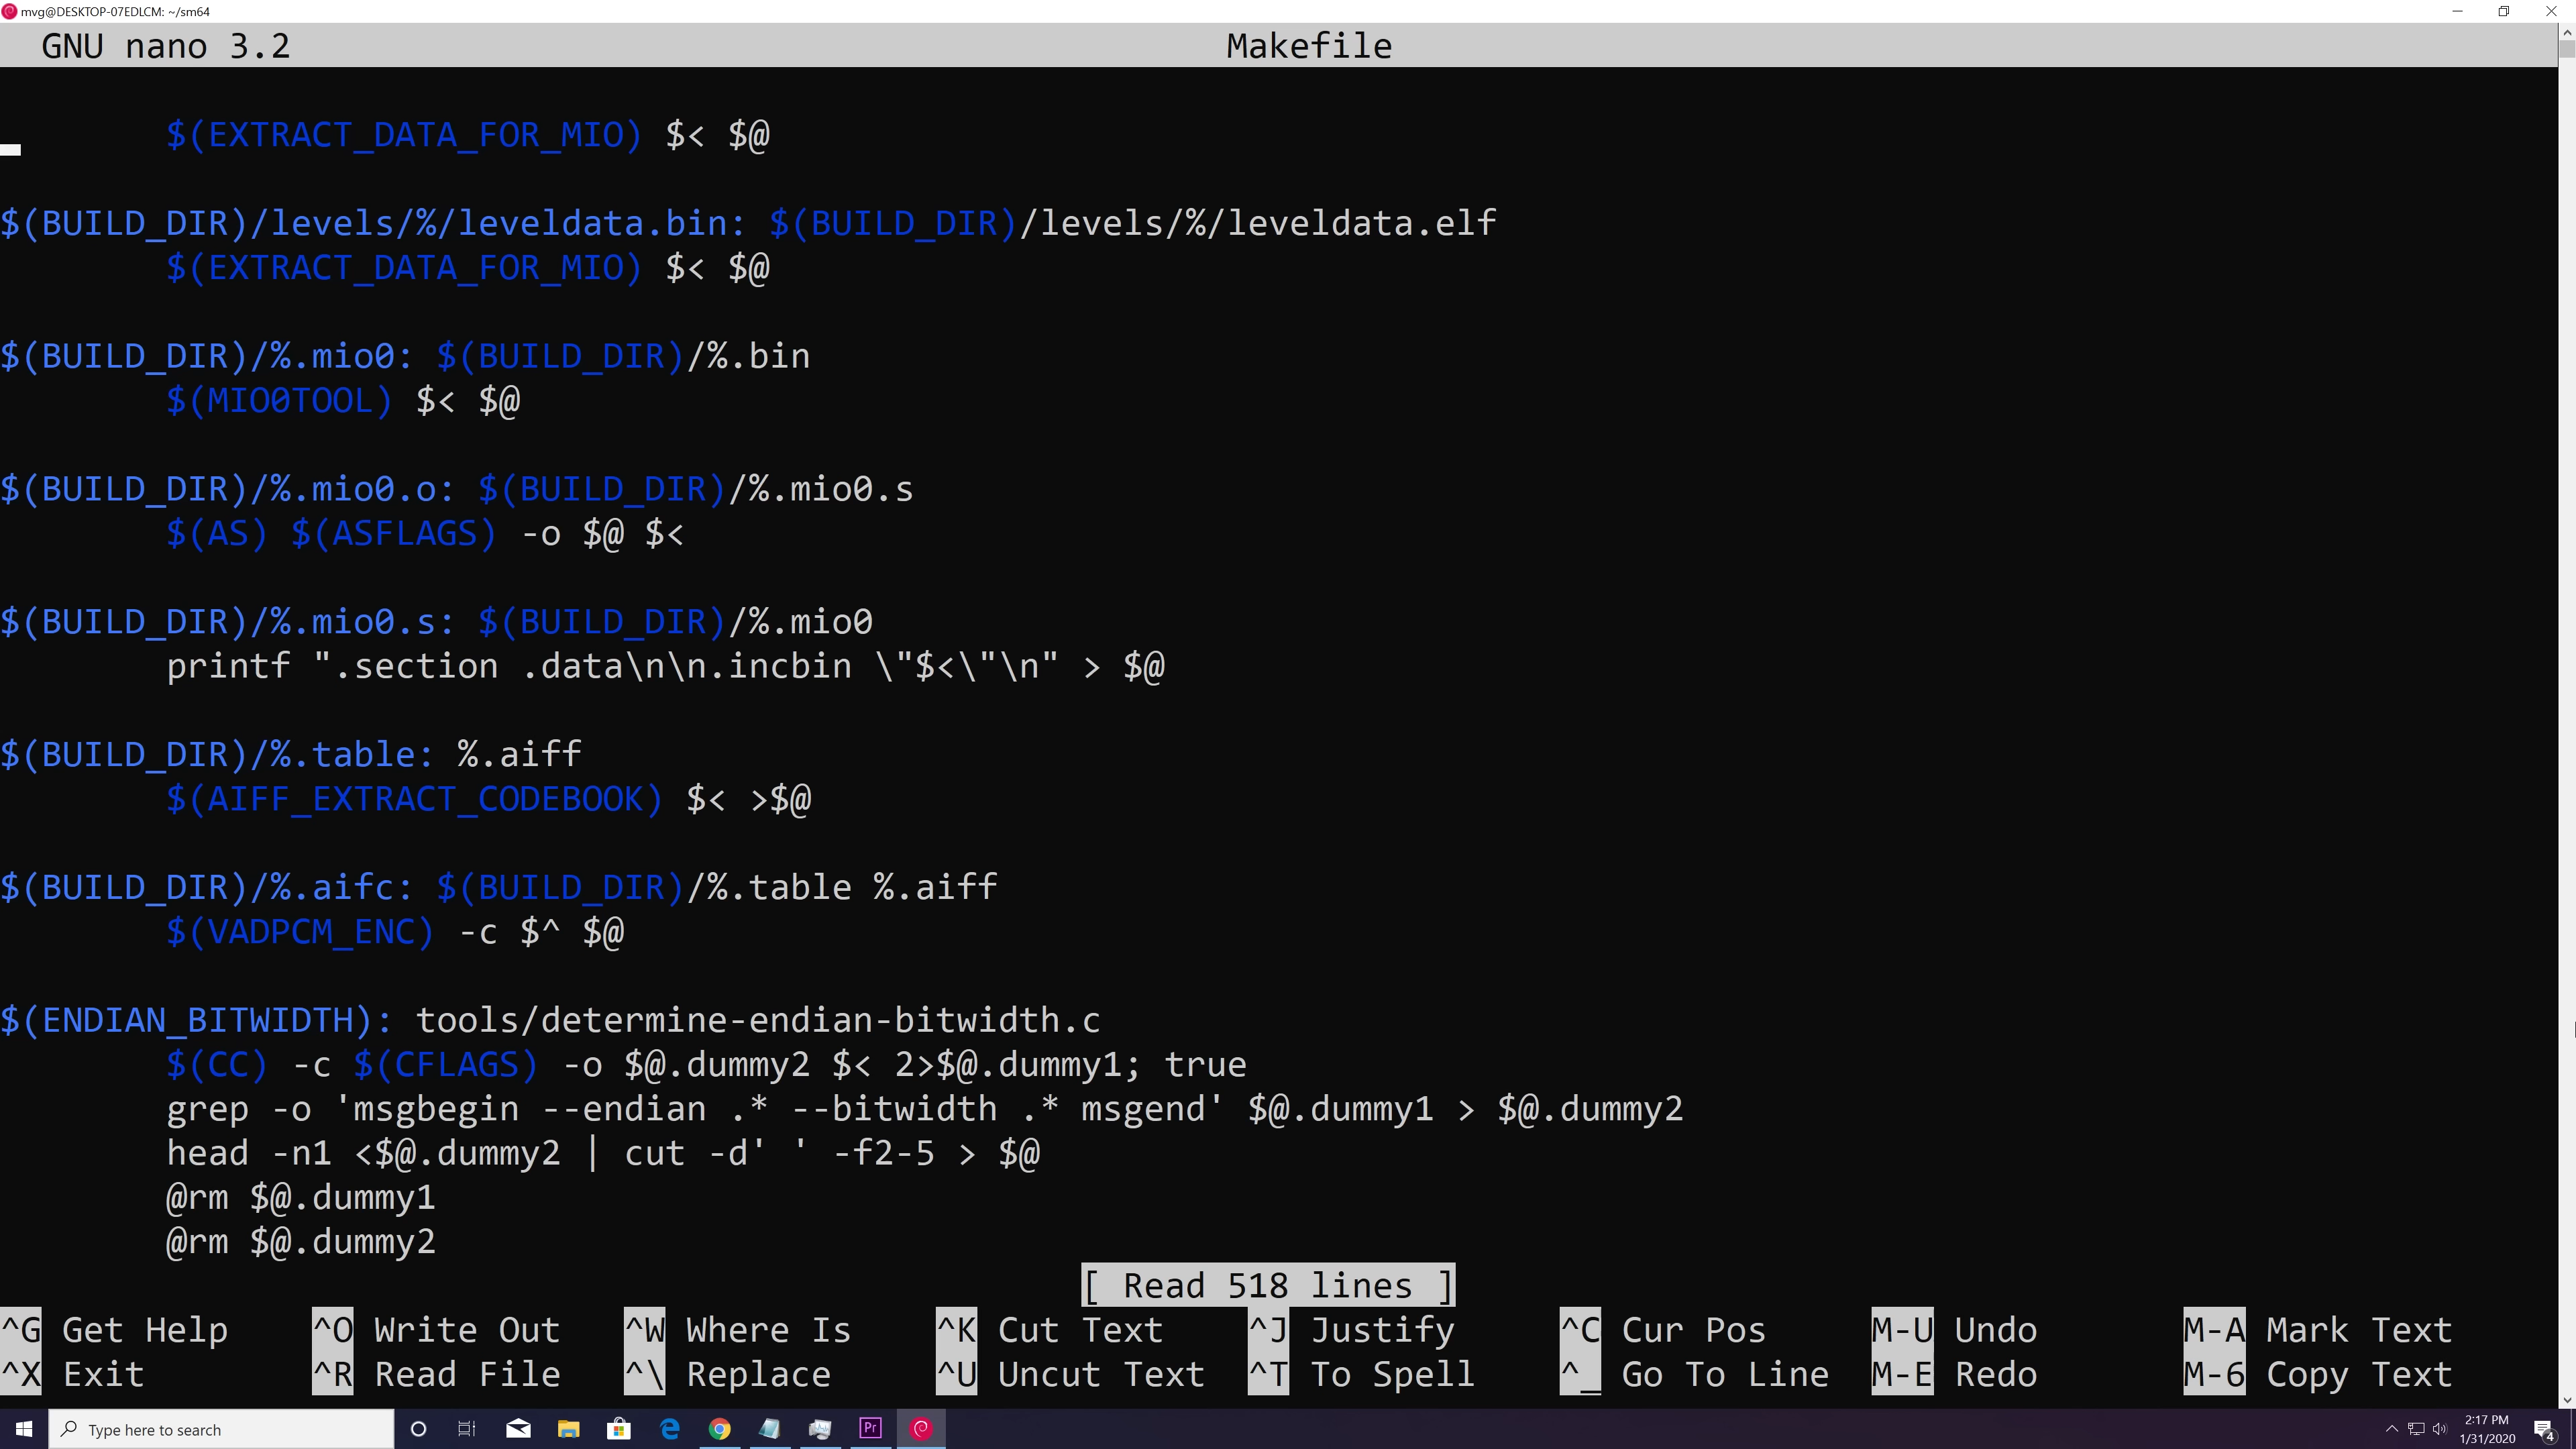 mvg@DESKTOP-07EDLCM: ~/sm64
GNU nano 3.2 Makefile
$(EXTRACT_DATA_FOR_MIO) $< $@
$(BUILD_DIR)/levels/%/leveldata.bin: $(BUILD_DIR)/levels/%/leveldata.elf
$(EXTRACT_DATA_FOR_MIO) $< $@
$(BUILD_DIR)/%.mio0: $(BUILD_DIR)/%.bin
$(MIO0TOOL) $< $@
$(BUILD_DIR)/%.mio0.o: $(BUILD_DIR)/%.mio0.s
$(AS) $(ASFLAGS) -o $@ $<
$(BUILD_DIR)/%.mio0.s: $(BUILD_DIR)/%.mio0
printf ".section .data\n\n.incbin \"$<\"\n" > $@
$(BUILD_DIR)/%.table: %.aiff
$(AIFF_EXTRACT_CODEBOOK) $< >$@
$(BUILD_DIR)/%.aifc: $(BUILD_DIR)/%.table %.aiff
$(VADPCM_ENC) -c $^ $@
$(ENDIAN_BITWIDTH): tools/determine-endian-bitwidth.c
$(CC) -c $(CFLAGS) -o $@.dummy2 $< 2>$@.dummy1; true
grep -o 'msgbegin --endian .* --bitwidth .* msgend' $@.dummy1 > $@.dummy2
head -n1 <$@.dummy2 | cut -d' ' -f2-5 > $@
@rm $@.dummy1
@rm $@.dummy2
[ Read 518 lines ]
^G Get Help ^O Write Out ^W Where Is ^K Cut Text ^J Justify ^C Cur Pos M-U Undo M-A Mark Text
^X Exit ^R Read File ^\ Replace ^U Uncut Text ^T To Spell ^_ Go To Line M-E Redo M-6 Copy Text
Type here to search Pr 2:17 PM
1/31/2020 4